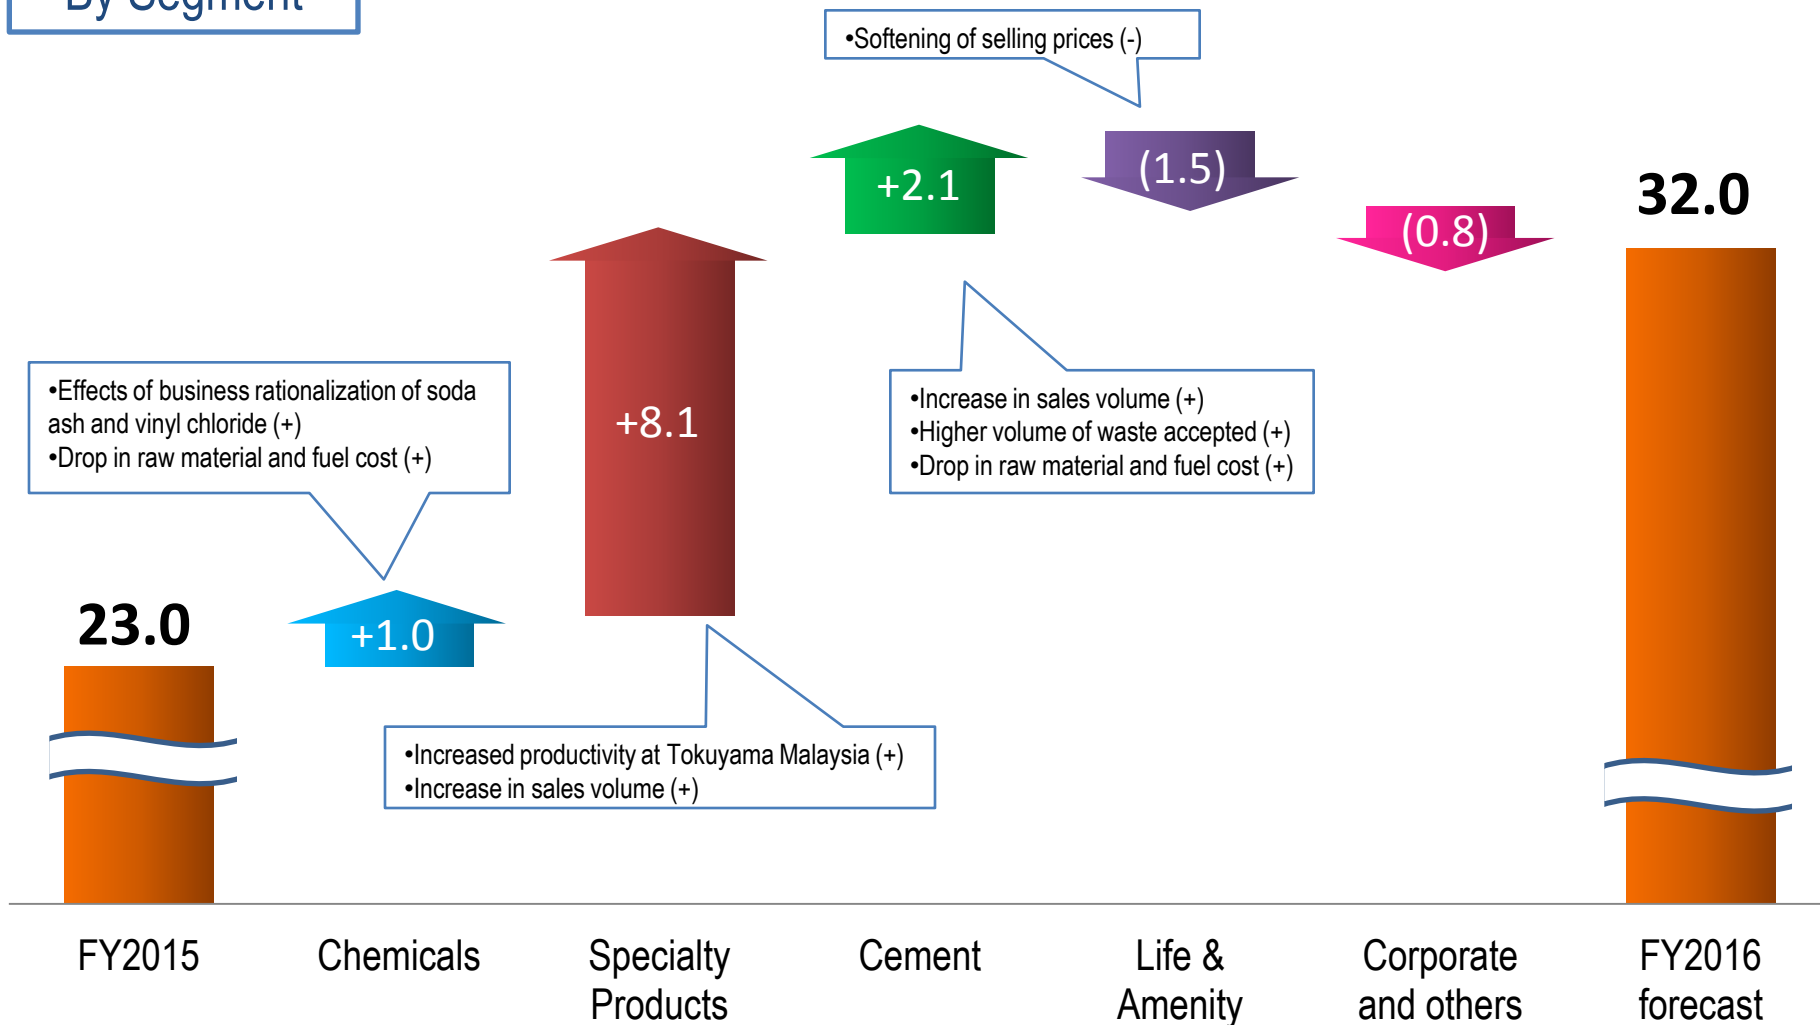 By Segment
•Softening of selling prices (-)
+2.1
(1.5)
(0.8)
32.0
•Effects of business rationalization of soda
ash and vinyl chloride (+)
•Drop in raw material and fuel cost (+)
+8.1
•Increase in sales volume (+)
•Higher volume of waste accepted (+)
•Drop in raw material and fuel cost (+)
23.0
+1.0
•Increased productivity at Tokuyama Malaysia (+)
•Increase in sales volume (+)
FY2015
Chemicals
Specialty
Products
Cement
Life &
Amenity
Corporate
and others
FY2016
forecast